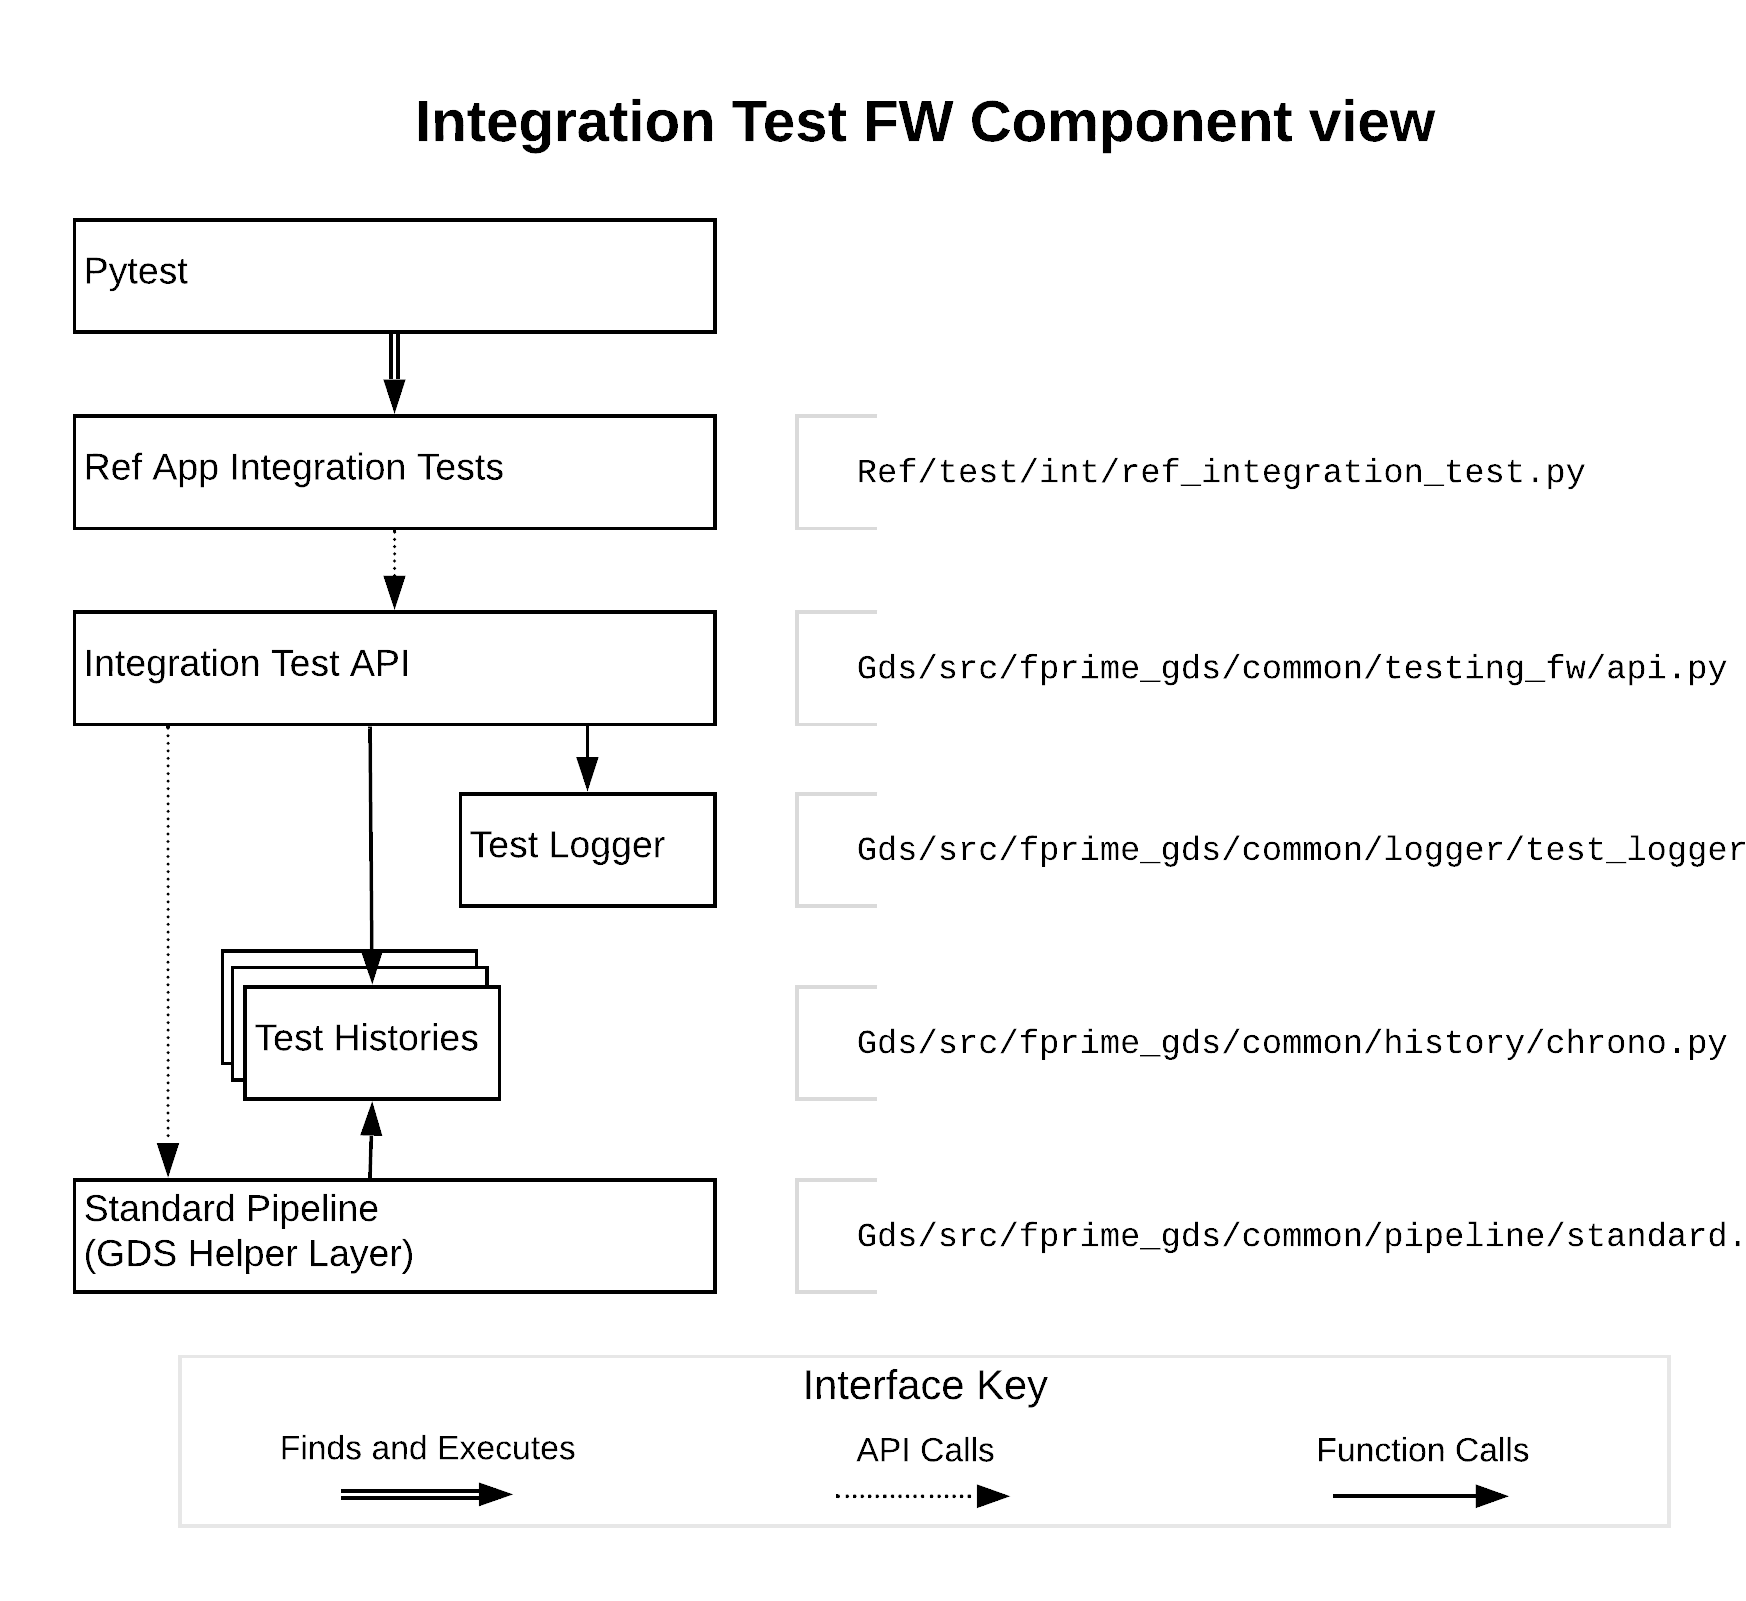 Integration Test FW Component view
Pytest
Ref App Integration Tests
Ref/test/int/ref_integration_test.py
Integration Test API
Gds/src/fprime_gds/common/testing_fw/api.py
Test Logger
Gds/src/fprime_gds/common/logger/test_logger
Test Histories
Gds/src/fprime_gds/common/history/chrono.py
Standard Pipeline
(GDS Helper Layer)
Gds/src/fprime_gds/common/pipeline/standard.
Interface Key
Finds and Executes
API Calls
Function Calls